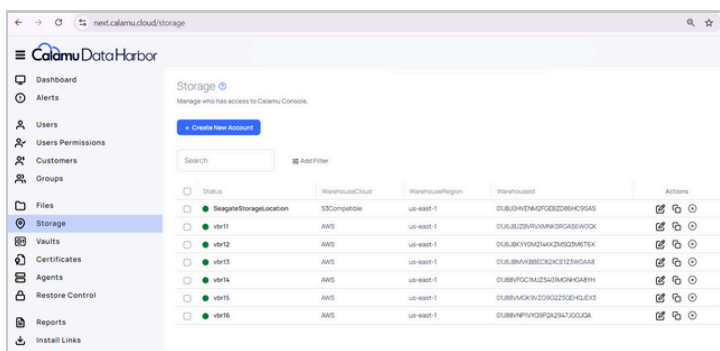 next.calamu.cloud/storage
Calamu Data Harbor
Dashboard
Alerts
Users
Users Permissions
Customers
Groups
Files
Storage
Vaults
Certificates
Agents
Restore Control
Reports
Install Links
Storage
Manage who has access to Calamu Console.
+ Create New Account
Search
Add Filter
Status WarehouseCloud WarehouseRegion WarehouseId Actions
SeagateStorageLocation S3Compatible us-east-1
vbr11 AWS us-east-1
vbr12 AWS us-east-1
vbr13 AWS us-east-1
vbr14 AWS us-east-1
vbr15 AWS us-east-1
vbr16 AWS us-east-1